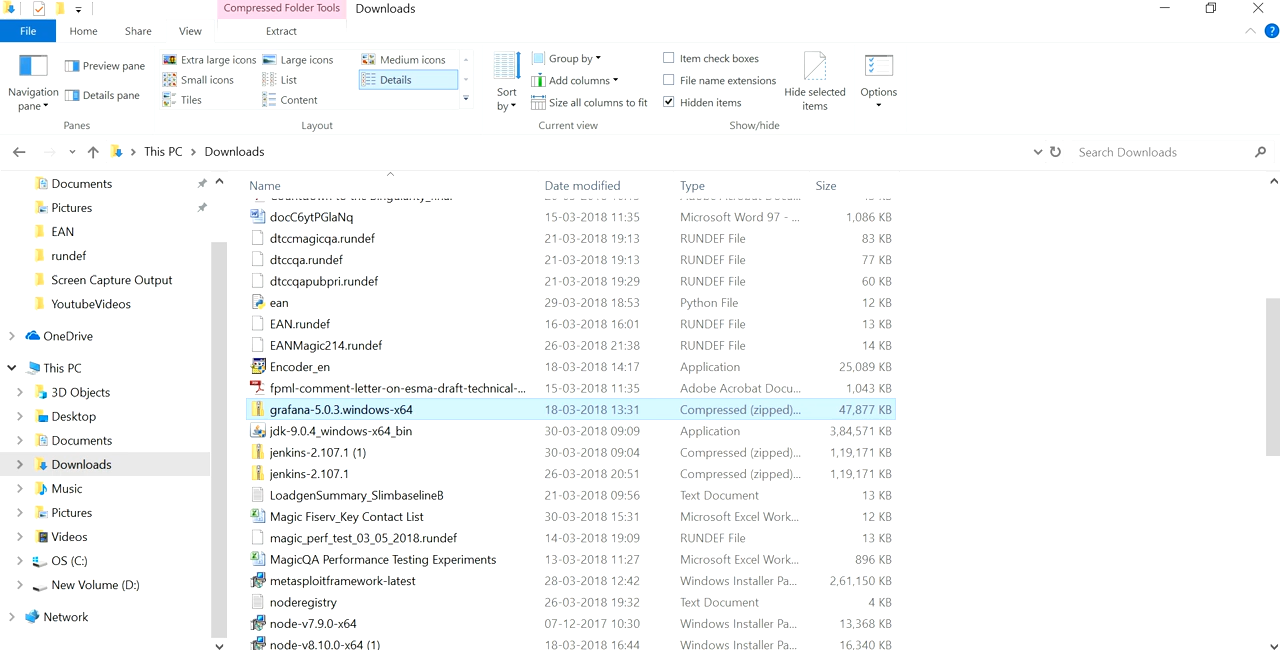 Compressed Folder Tools Downloads
File Home Share View Extract
Navigation pane
Preview pane
Details pane
Panes
Extra large icons Large icons Medium icons
Small icons List Details
Tiles Content
Layout
Sort by
Group by
Add columns
Size all columns to fit
Current view
Item check boxes
File name extensions
Hidden items
Hide selected items
Show/hide
Options
This PC Downloads
Search Downloads
Documents
Pictures
EAN
rundef
Screen Capture Output
YoutubeVideos
OneDrive
This PC
3D Objects
Desktop
Documents
Downloads
Music
Pictures
Videos
OS (C:)
New Volume (D:)
Network
Name Date modified Type Size
docC6ytPGlaNq 15-03-2018 11:35 Microsoft Word 97 - ... 1,086 KB
dtccmagicqa.rundef 21-03-2018 19:13 RUNDEF File 83 KB
dtccqa.rundef 21-03-2018 19:13 RUNDEF File 77 KB
dtccqapubpri.rundef 21-03-2018 19:29 RUNDEF File 60 KB
ean 29-03-2018 18:53 Python File 12 KB
EAN.rundef 16-03-2018 16:01 RUNDEF File 13 KB
EANMagic214.rundef 26-03-2018 21:38 RUNDEF File 14 KB
Encoder_en 18-03-2018 14:17 Application 25,089 KB
fpml-comment-letter-on-esma-draft-technical-... 15-03-2018 11:35 Adobe Acrobat Docu... 1,043 KB
grafana-5.0.3.windows-x64 18-03-2018 13:31 Compressed (zipped)... 47,877 KB
jdk-9.0.4_windows-x64_bin 30-03-2018 09:09 Application 3,84,571 KB
jenkins-2.107.1 (1) 30-03-2018 09:04 Compressed (zipped)... 1,19,171 KB
jenkins-2.107.1 26-03-2018 20:51 Compressed (zipped)... 1,19,171 KB
LoadgenSummary_SlimbaselineB 21-03-2018 09:56 Text Document 13 KB
Magic Fiserv_Key Contact List 30-03-2018 15:31 Microsoft Excel Work... 12 KB
magic_perf_test_03_05_2018.rundef 14-03-2018 19:09 RUNDEF File 13 KB
MagicQA Performance Testing Experiments 13-03-2018 11:27 Microsoft Excel Work... 896 KB
metasploitframework-latest 28-03-2018 12:42 Windows Installer Pa... 2,61,150 KB
noderegistry 26-03-2018 19:32 Text Document 4 KB
node-v7.9.0-x64 07-12-2017 10:30 Windows Installer Pa... 13,368 KB
node-v8.10.0-x64 (1) 18-03-2018 16:44 Windows Installer Pa... 16,340 KB